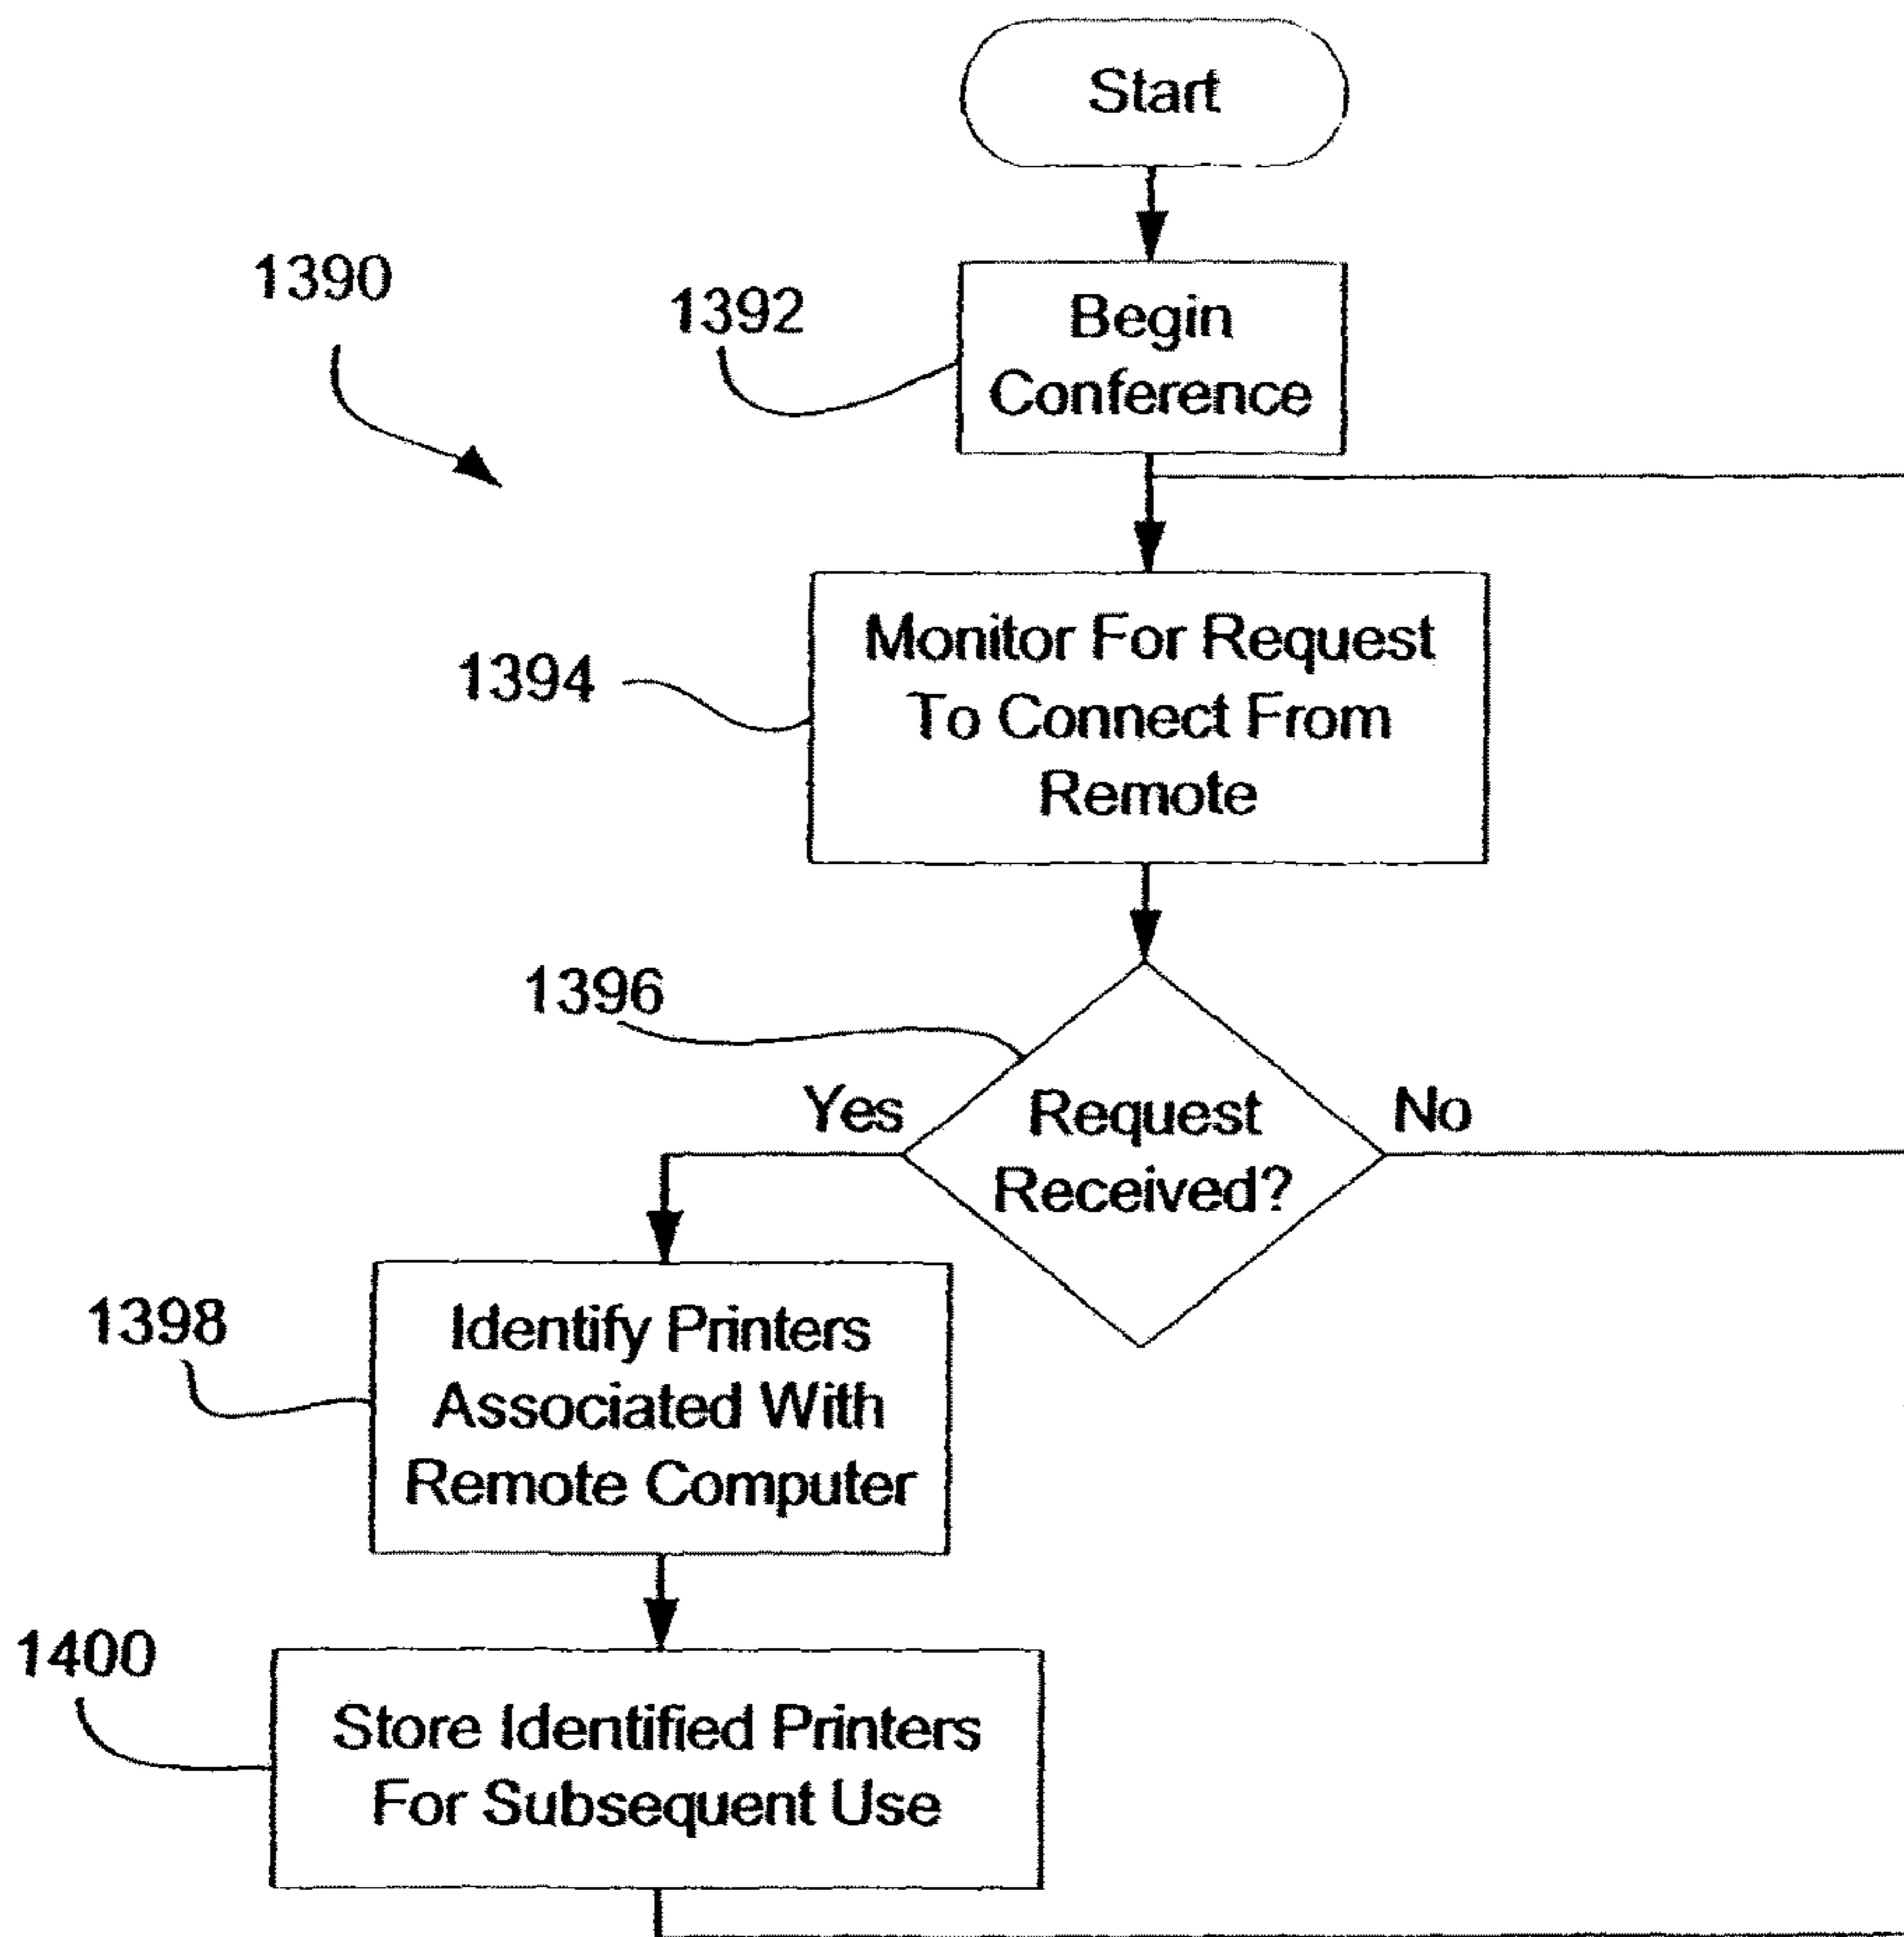 Start
1390
1392
Begin
Conference
1394
Monitor For Request
To Connect From
Remote
1396
Yes
Request
Received?
No
1398
Identify Printers
Associated With
Remote Computer
1400
Store Identified Printers
For Subsequent Use